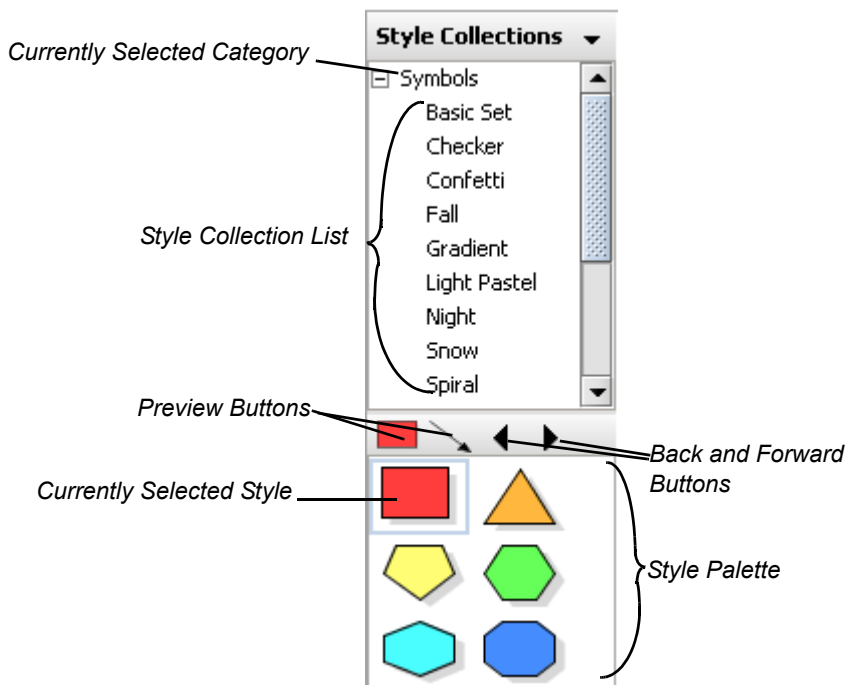 Style Collections
Currently Selected Category
Symbols
Basic Set
Checker
Confetti
Fall
Style Collection List
Gradient
Light Pastel
Night
Snow
Spiral
Preview Buttons
Back and Forward
Buttons
Currently Selected Style
Style Palette